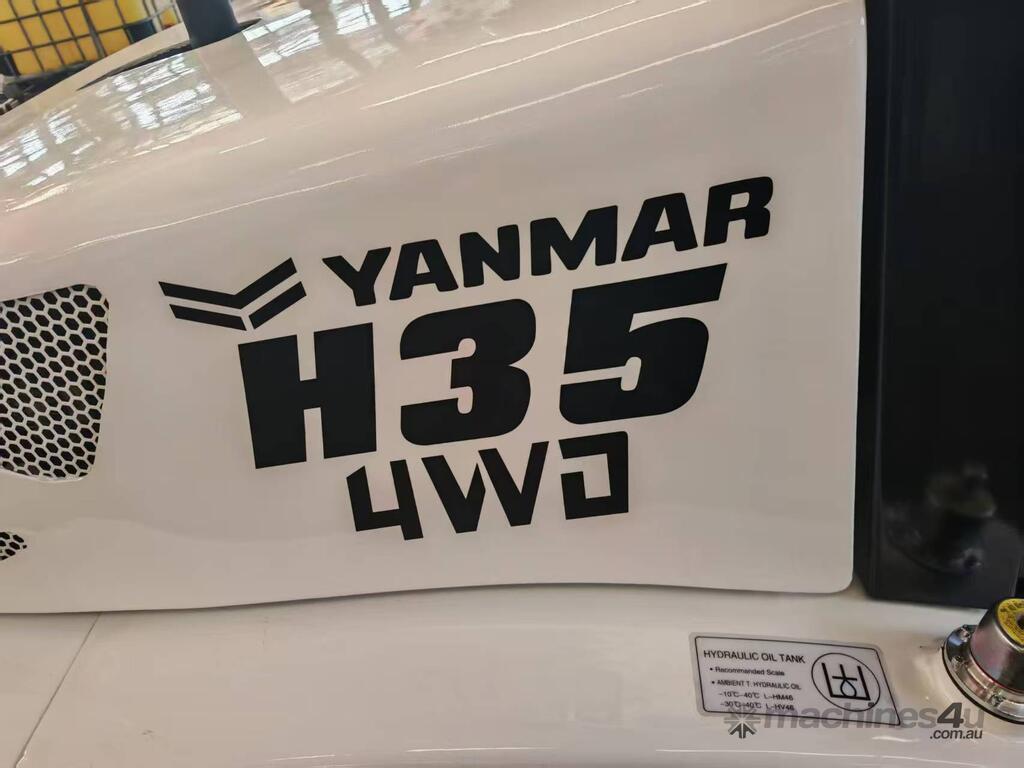 YANMAR
H35
4WD
HYDRAULIC OIL TANK
• Recommanded Scale
• AMBIENT T. HYDRAULIC OIL
-10℃~40℃ L-HM46
-30℃~40℃ L-HV46
machines4u
.com.au